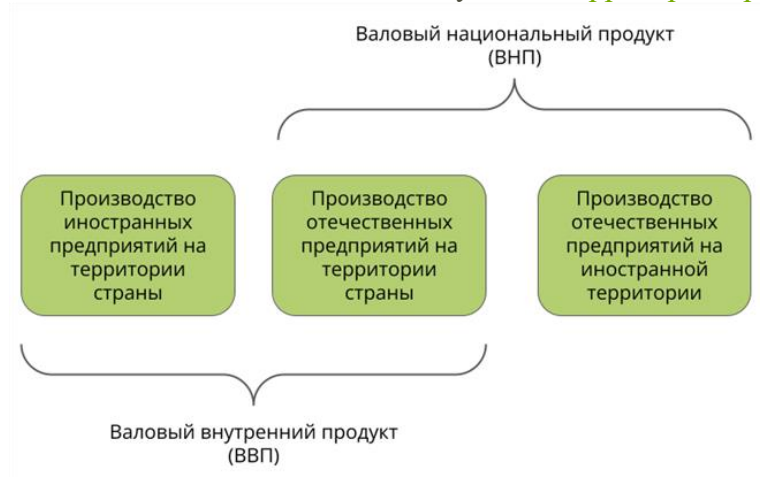 Валовый национальный продукт
(ВНП)
Производство
иностранных
предприятий на
территории
страны
Производство
отечественных
предприятий на
территории
страны
Производство
отечественных
предприятий на
иностранной
территории
Валовый внутренний продукт
(ВВП)